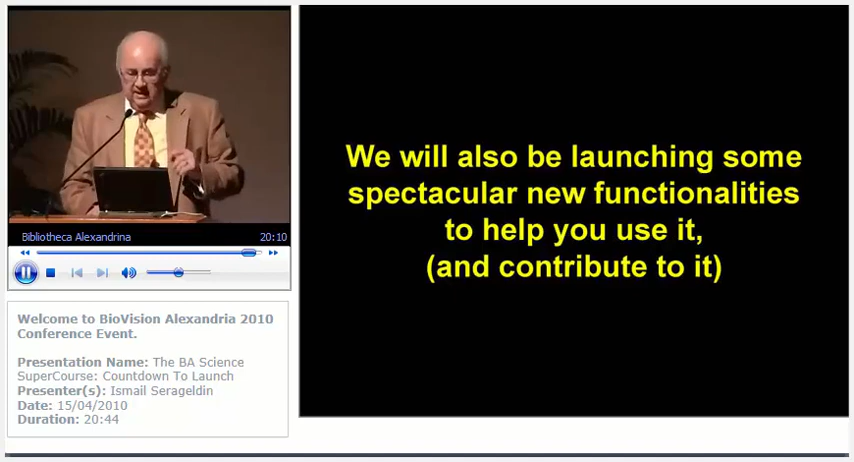 Bibliotheca Alexandrina 20:10
Welcome to BioVision Alexandria 2010
Conference Event.
Presentation Name: The BA Science
SuperCourse: Countdown To Launch
Presenter(s): Ismail Serageldin
Date: 15/04/2010
Duration: 20:44
We will also be launching some
spectacular new functionalities
to help you use it,
(and contribute to it)